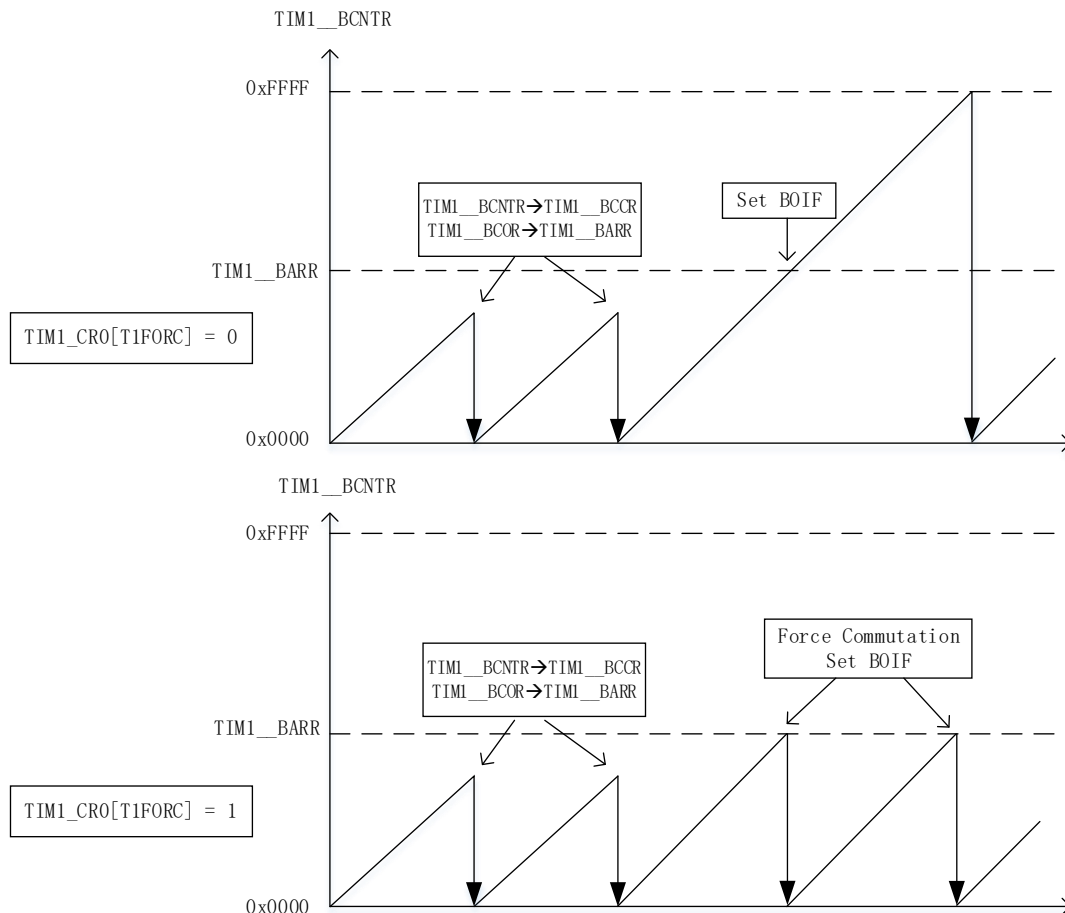 TIM1__BCNTR
0xFFFF
TIM1__BCNTR→TIM1__BCCR
TIM1__BCOR→TIM1__BARR
Set BOIF
TIM1__BARR
TIM1_CR0[T1FORC] = 0
0x0000
TIM1__BCNTR
0xFFFF
Force Commutation
Set BOIF
TIM1__BCNTR→TIM1__BCCR
TIM1__BCOR→TIM1__BARR
TIM1__BARR
TIM1_CR0[T1FORC] = 1
0x0000